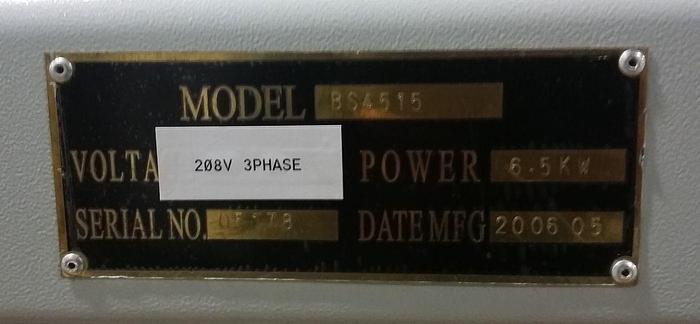 MODEL BS4515
VOLTA 208V 3PHASE POWER 6.5KW
SERIAL NO. DATE MFG 2006 05